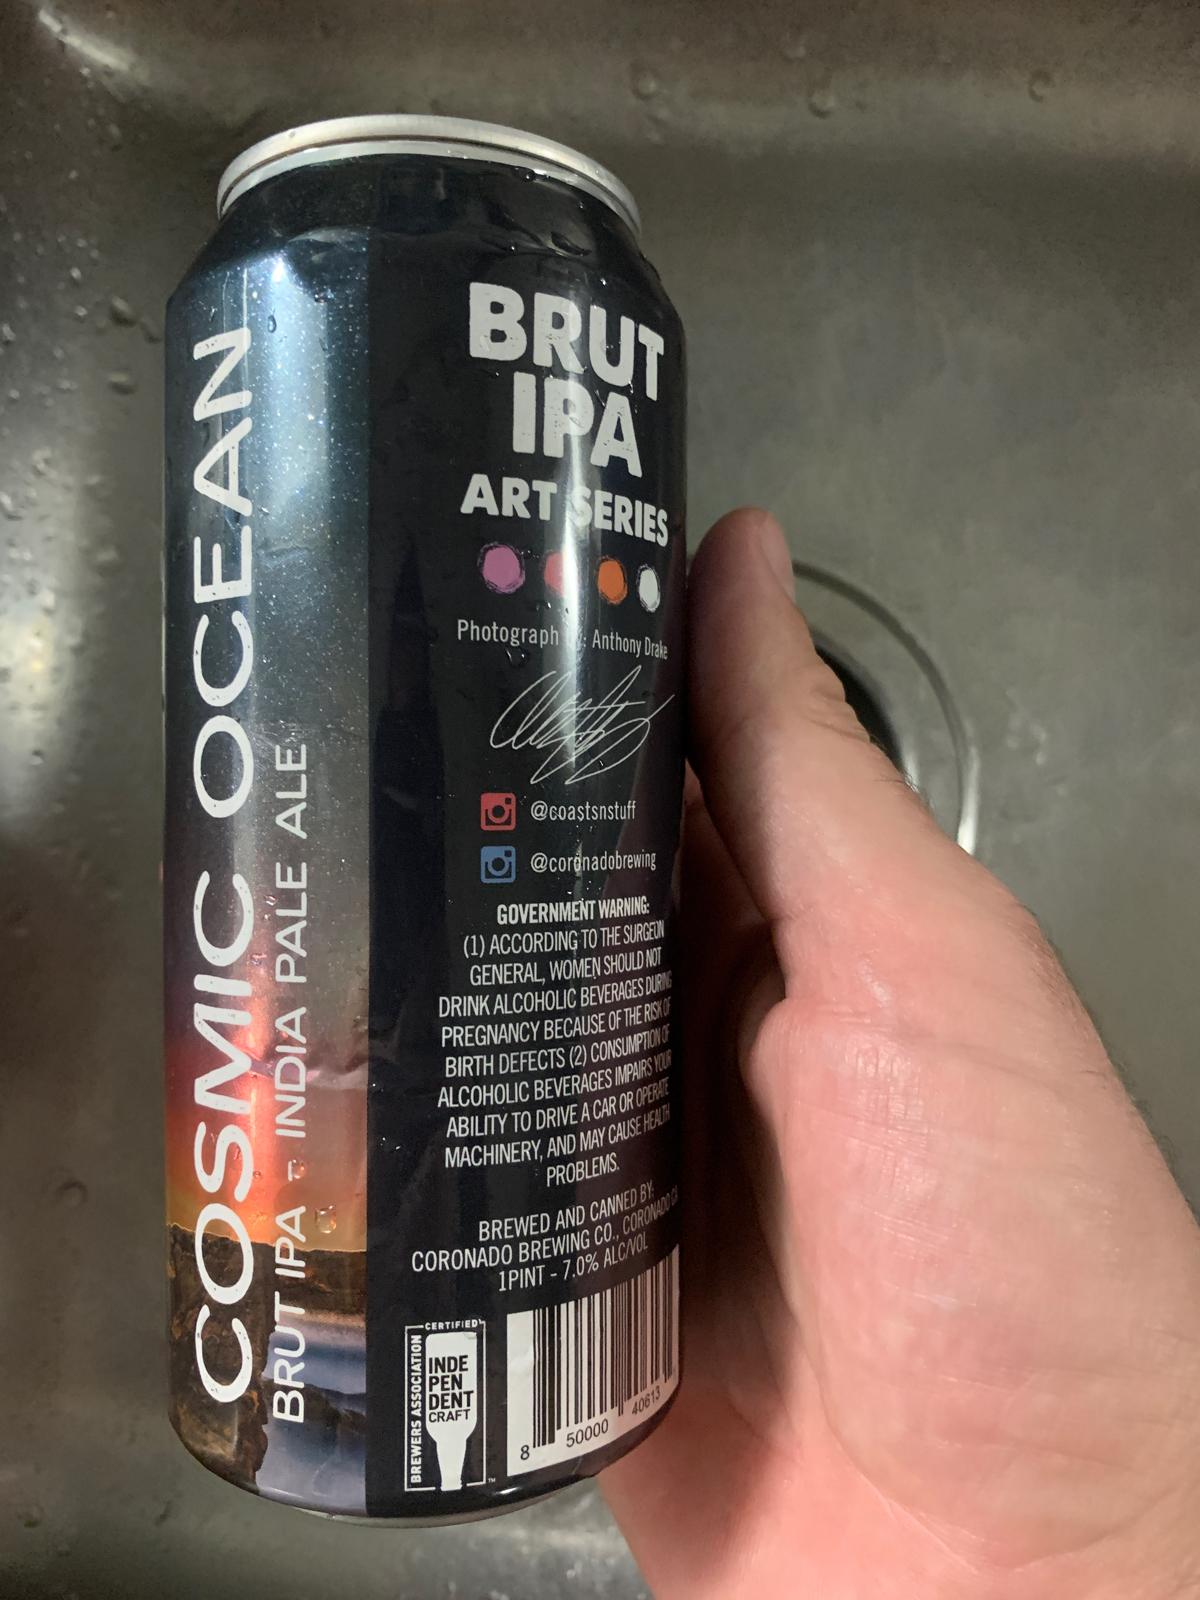 COSMIC OCEAN
BRUT IPA - INDIA PALE ALE
BRUT
IPA
ART SERIES
Photograph Anthony Drake
@coastsnstuff
@coronadobrewing
GOVERNMENT WARNING:
(1) ACCORDING TO THE SURGEON
GENERAL, WOMEN SHOULD NOT
DRINK ALCOHOLIC BEVERAGES DURING
PREGNANCY BECAUSE OF THE RISK OF
BIRTH DEFECTS (2) CONSUMPTION OF
ALCOHOLIC BEVERAGES IMPAIRS YOUR
ABILITY TO DRIVE A CAR OR OPERATE
MACHINERY, AND MAY CAUSE HEALTH
PROBLEMS.
BREWED AND CANNED BY:
CORONADO BREWING CO., CORONADO CA
1PINT - 7.0% ALC/VOL
CERTIFIED
BREWERS ASSOCIATION
INDE
PEN
DENT
CRAFT
TM
8 50000 40613